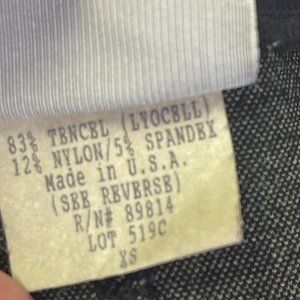 83% TENCEL (LYOCELL)
12% NYLON/5% SPANDEX
Made in U.S.A.
(SEE REVERSE)
R/N# 89814
LOT 519C
XS